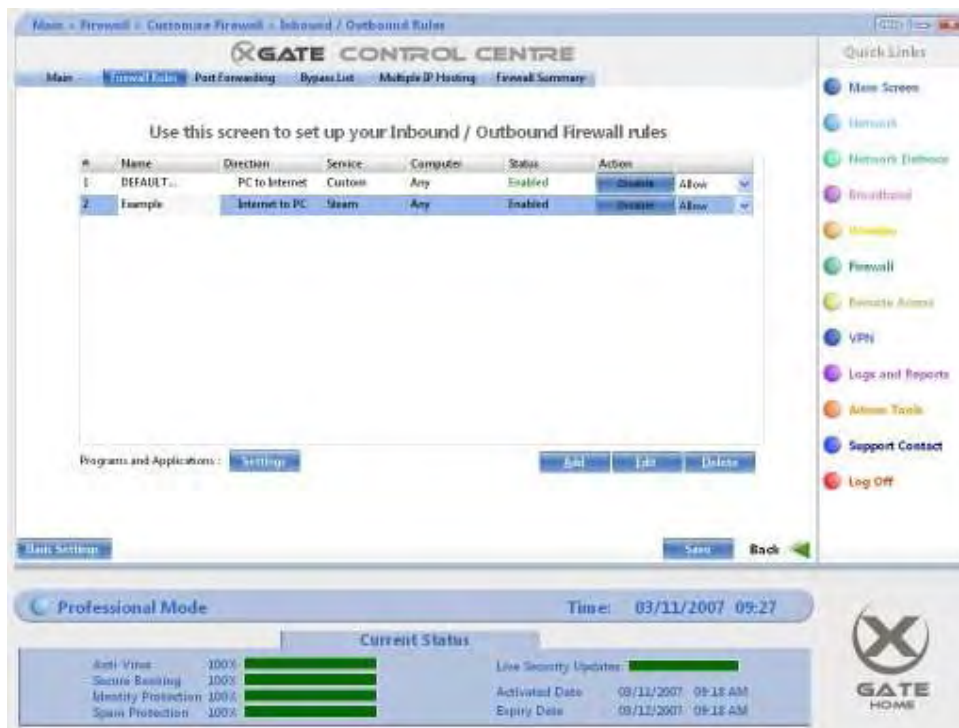 Main > Firewall > Customize Firewall > Inbound / Outbound Rules
XGATE CONTROL CENTRE
Main Firewall Rules Port Forwarding Bypass List Multiple IP Hosting Firewall Summary
Use this screen to set up your Inbound / Outbound Firewall rules
# Name Direction Service Computer Status Action
1 DEFAULT... PC to Internet Custom Any Enabled Disable Allow
2 Example Internet to PC Steam Any Enabled Disable Allow
Programs and Applications : Settings
Add Edit Delete
Basic Settings Save Back
Quick Links
Main Screen
Network
Network Defence
Broadband
Wireless
Firewall
Remote Access
VPN
Logs and Reports
Admin Tools
Support Contact
Log Off
Professional Mode Time: 03/11/2007 09:27
Current Status
Anti-Virus 100%
Secure Banking 100%
Identity Protection 100%
Spam Protection 100%
Live Security Updates
Activated Date 09:18 AM
Expiry Date 09:18 AM
X
GATE
HOME